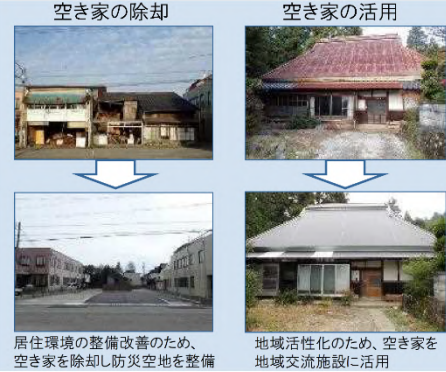 空き家の除却
空き家の活用
居住環境の整備改善のため、
空き家を除却し防災空地を整備
地域活性化のため、空き家を
地域交流施設に活用